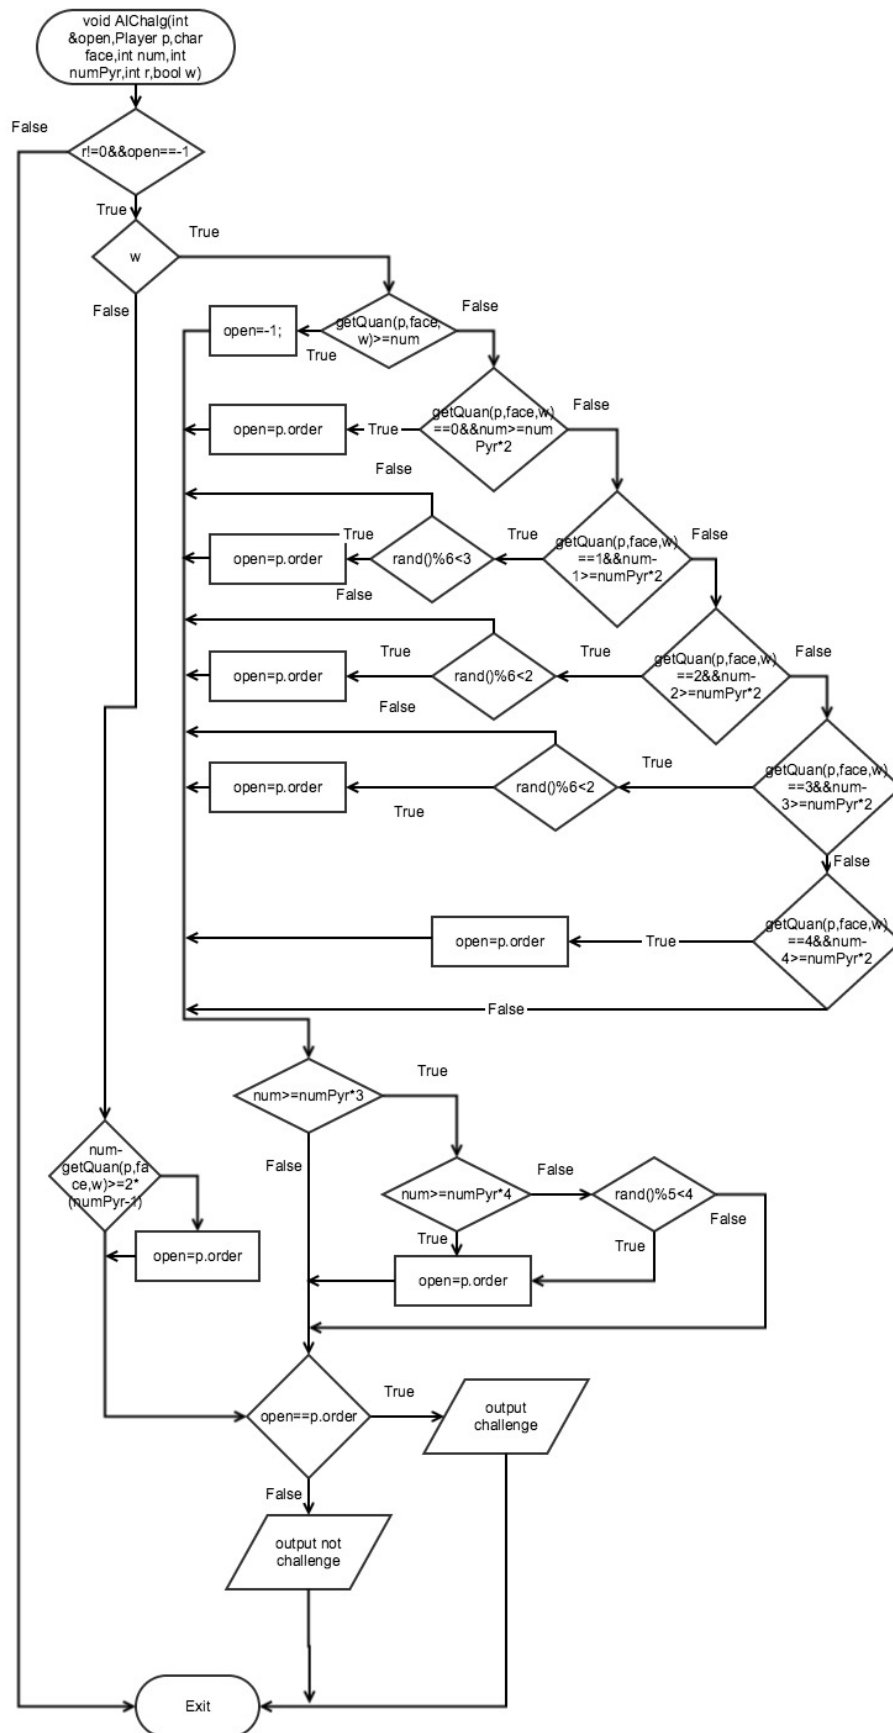 void AIChalg(int
&open,Player p,char
face,int num,int
numPyr,int r,bool w)
False
r!=0&&open==-1
True
w
True
False
open=-1;
True
getQuan(p,face,
w)>=num
False
open=p.order
True
getQuan(p,face,w)
==0&&num>=num
Pyr*2
False
False
open=p.order
True
rand()%6<3
True
getQuan(p,face,w)
==1&&num-
1>=numPyr*2
False
False
open=p.order
True
rand()%6<2
True
getQuan(p,face,w)
==2&&num-
2>=numPyr*2
False
False
open=p.order
True
rand()%6<2
True
getQuan(p,face,w)
==3&&num-
3>=numPyr*2
False
open=p.order
True
getQuan(p,face,w)
==4&&num-
4>=numPyr*2
False
num>=numPyr*3
True
False
num>=numPyr*4
False
rand()%5<4
False
True
True
open=p.order
num-
getQuan(p,fa
ce,w)>=2*
(numPyr-1)
open=p.order
open==p.order
True
output
challenge
False
output not
challenge
Exit